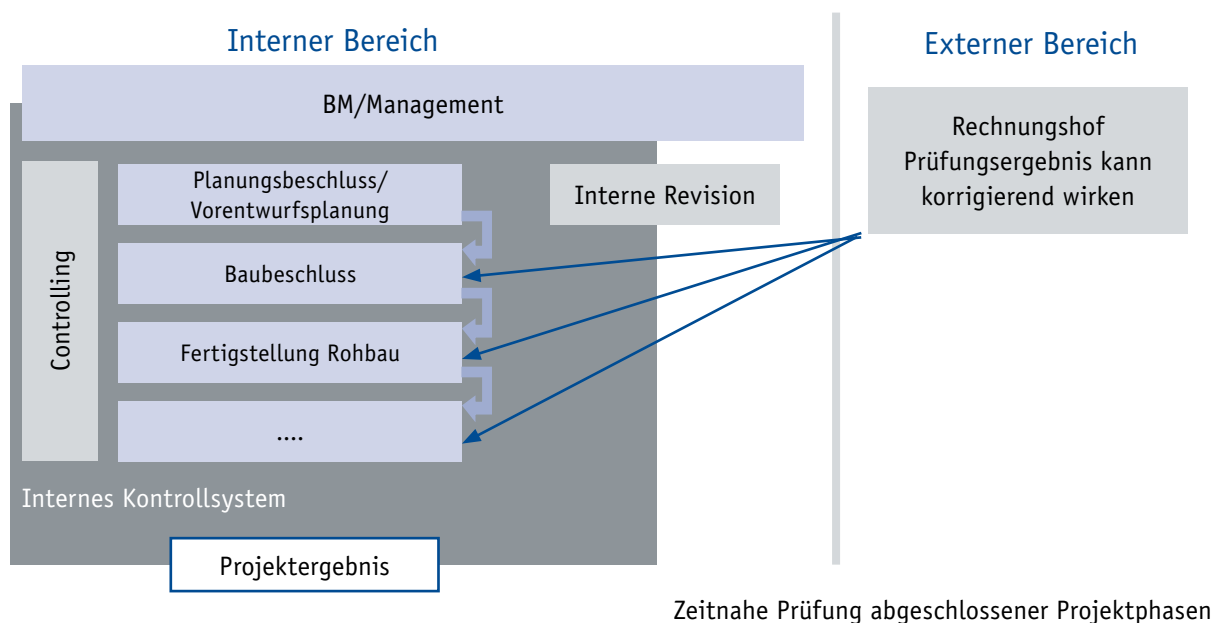 Interner Bereich
Externer Bereich
BM/Management
Rechnungshof
Prüfungsergebnis kann
korrigierend wirken
Controlling
Planungsbeschluss/
Vorentwurfsplanung
Interne Revision
Baubeschluss
Fertigstellung Rohbau
....
Internes Kontrollsystem
Projektergebnis
Zeitnahe Prüfung abgeschlossener Projektphasen